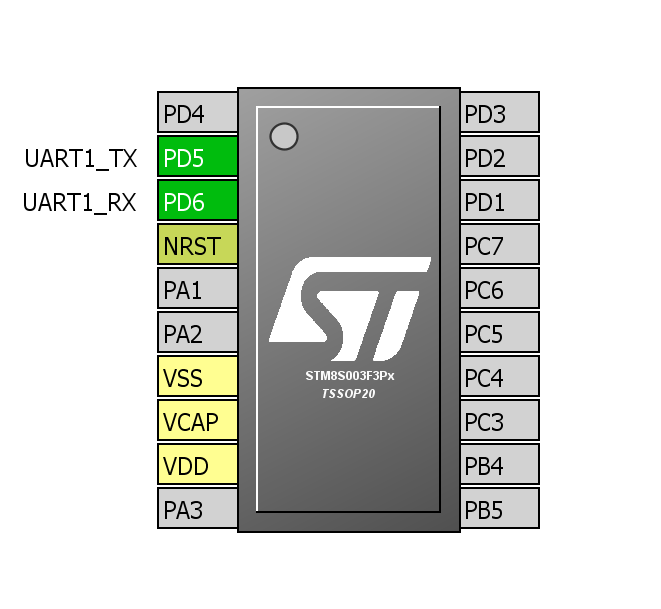 PD4 PD3
UART1_TX PD5 PD2
UART1_RX PD6 PD1
NRST PC7
PA1 PC6
PA2 PC5
ST
VSS STM8S003F3Px PC4
TSSOP20
VCAP PC3
VDD PB4
PA3 PB5